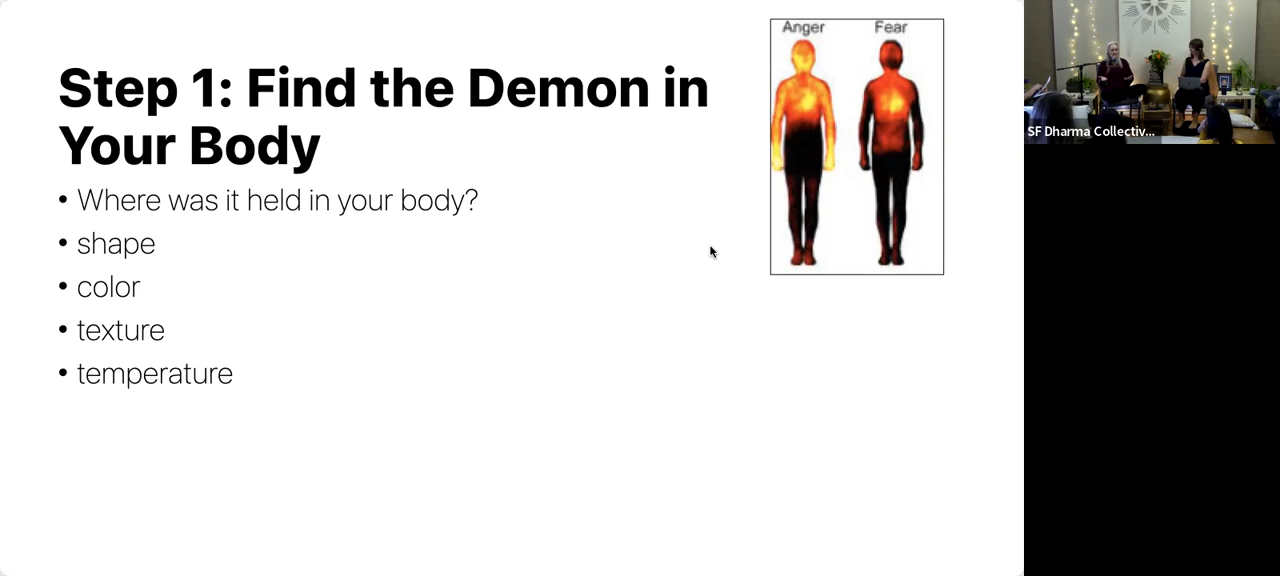 Anger Fear
Step 1: Find the Demon in
Your Body
• Where was it held in your body?
• shape
• color
• texture
• temperature
SF Dharma Collectiv...